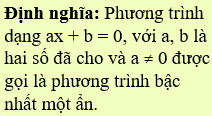 Định nghĩa: Phương trình
dạng ax + b = 0, với a, b là
hai số đã cho và a ≠ 0 được
gọi là phương trình bậc
nhất một ẩn.